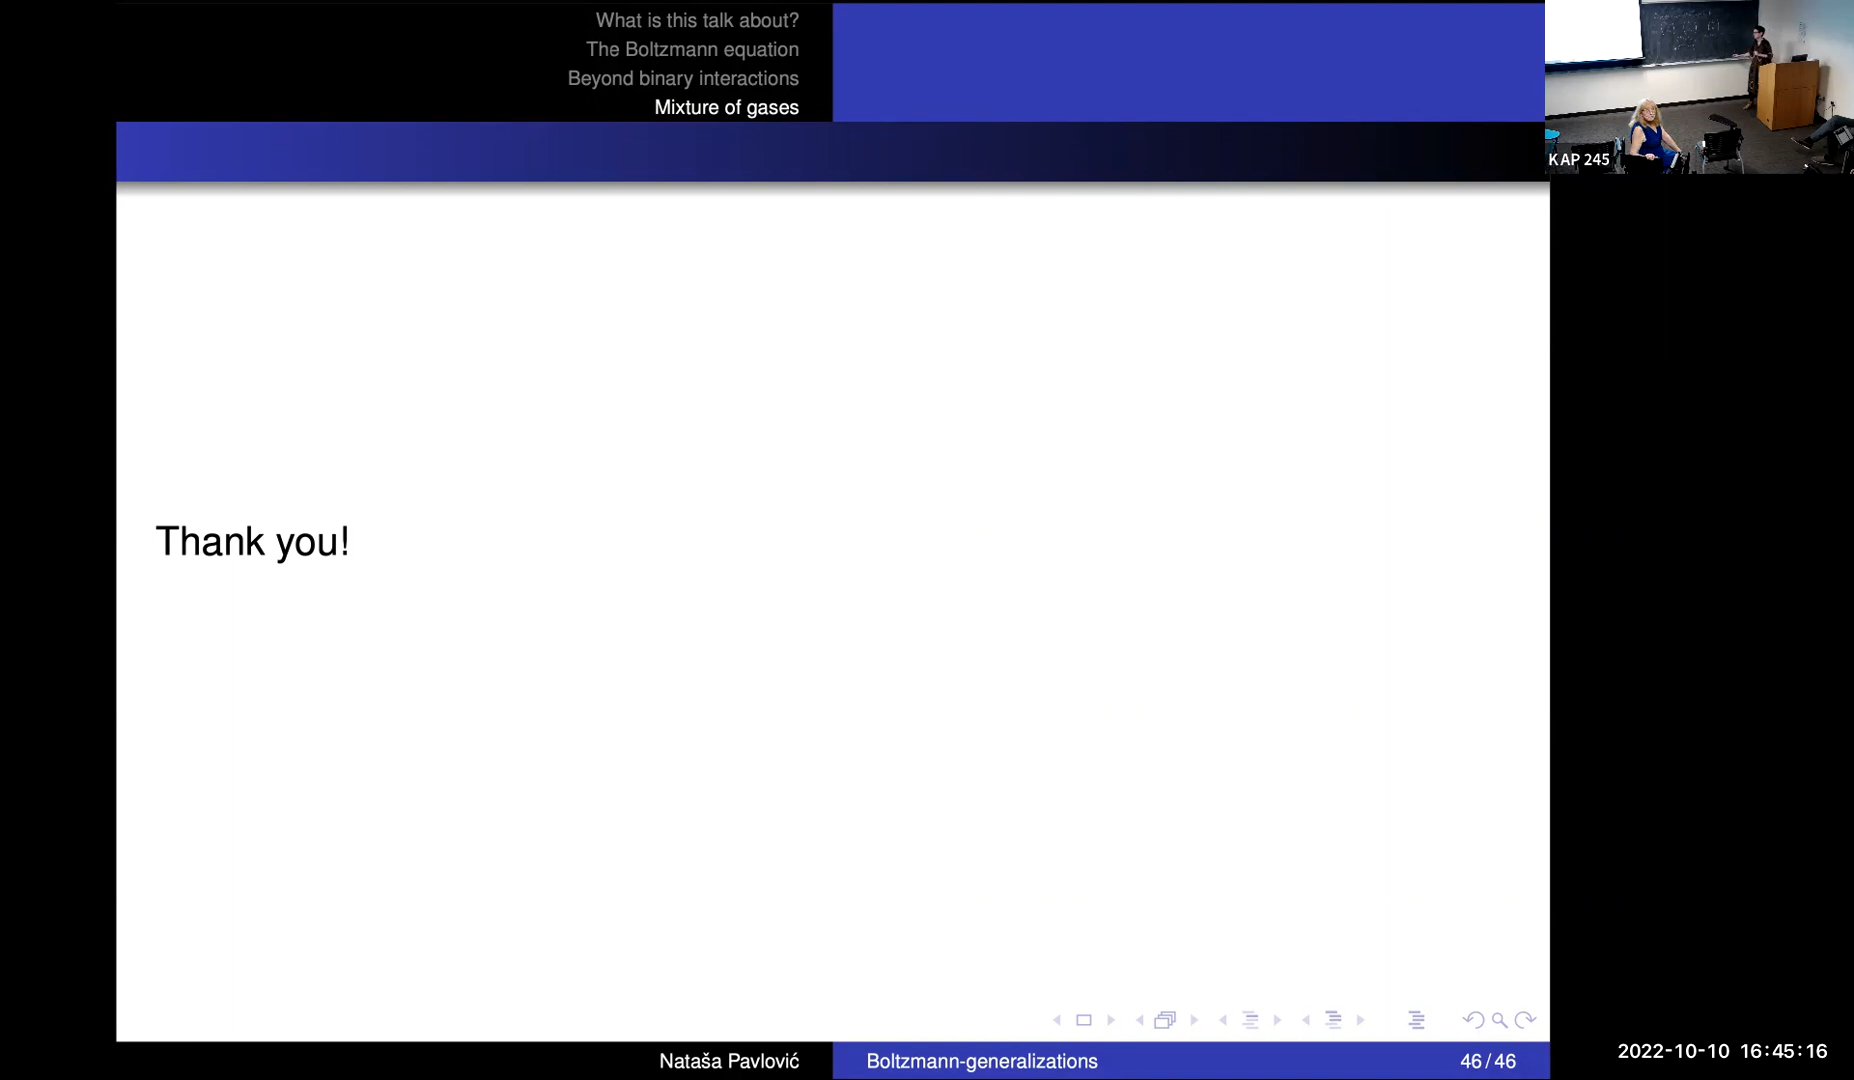 What is this talk about?
The Boltzmann equation
Beyond binary interactions
Mixture of gases
KAP 245
Thank you!
Nataša Pavlović
Boltzmann-generalizations
46/46
2022-10-10 16:45:16